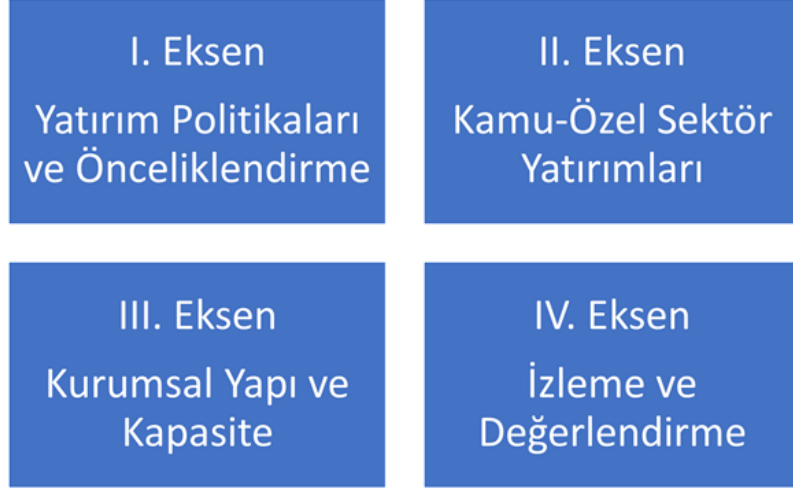 I. Eksen
Yatırım Politikaları
ve Önceliklendirme
II. Eksen
Kamu-Özel Sektör
Yatırımları
III. Eksen
Kurumsal Yapı ve
Kapasite
IV. Eksen
İzleme ve
Değerlendirme